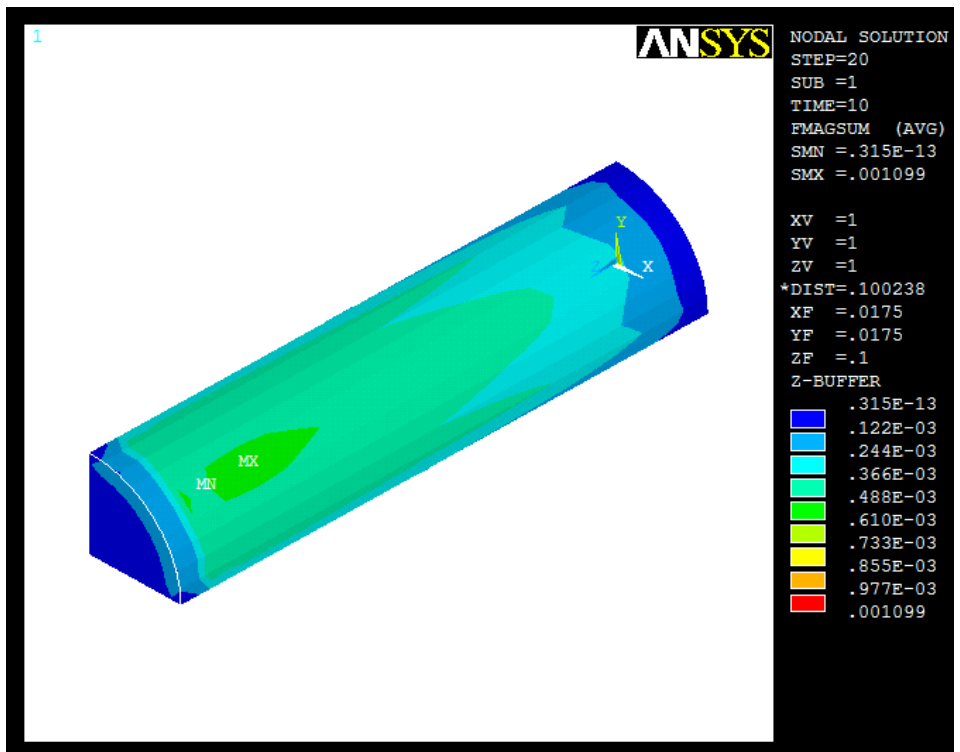 1
ANSYS
NODAL SOLUTION
STEP=20
SUB =1
TIME=10
FMAGSUM (AVG)
SMN =.315E-13
SMX =.001099
XV =1
YV =1
ZV =1
*DIST=.100238
XF =.0175
YF =.0175
ZF =.1
Z-BUFFER
.315E-13
.122E-03
.244E-03
.366E-03
.488E-03
.610E-03
.733E-03
.855E-03
.977E-03
.001099
Y
Z X
MX
MN